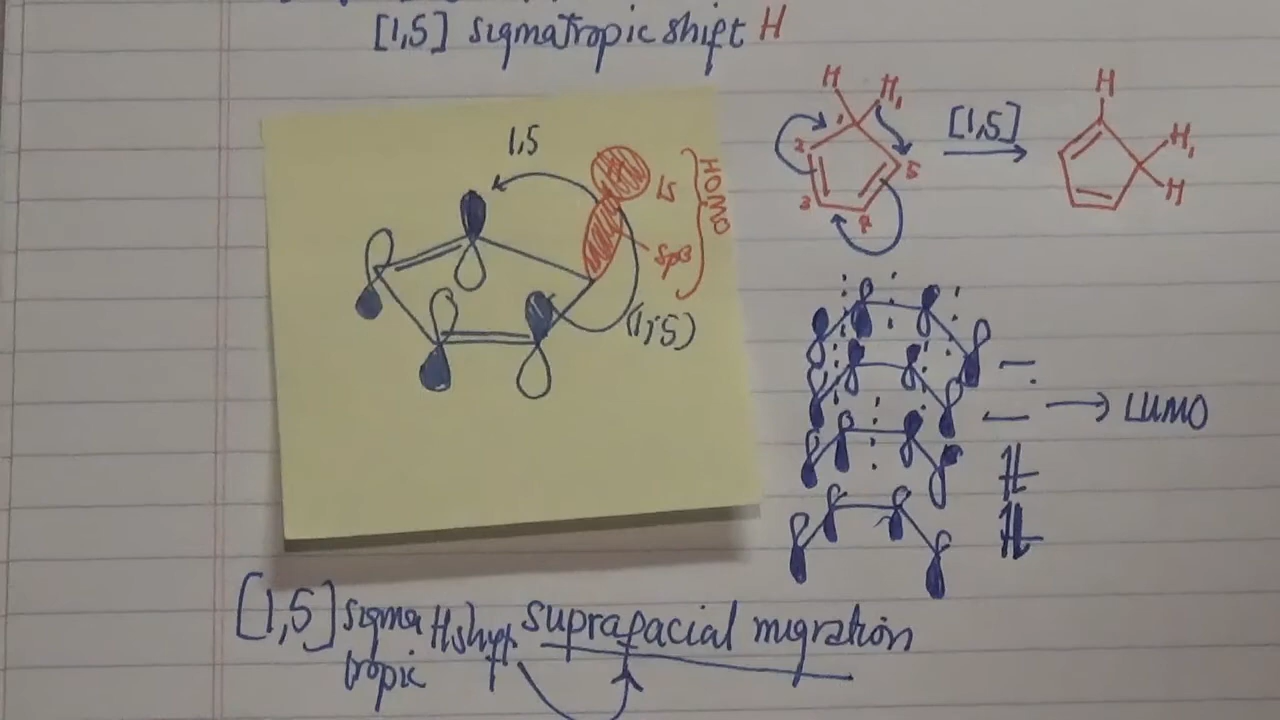 [1,5] sigmatropic shift H
1,5
1s
sp3
HOMO
(1,5)
H H₁
1
2
5
3
4
[1,5]
H
H₁
H
→ LUMO
[1,5] sigma H shift suprafacial migration
tropic